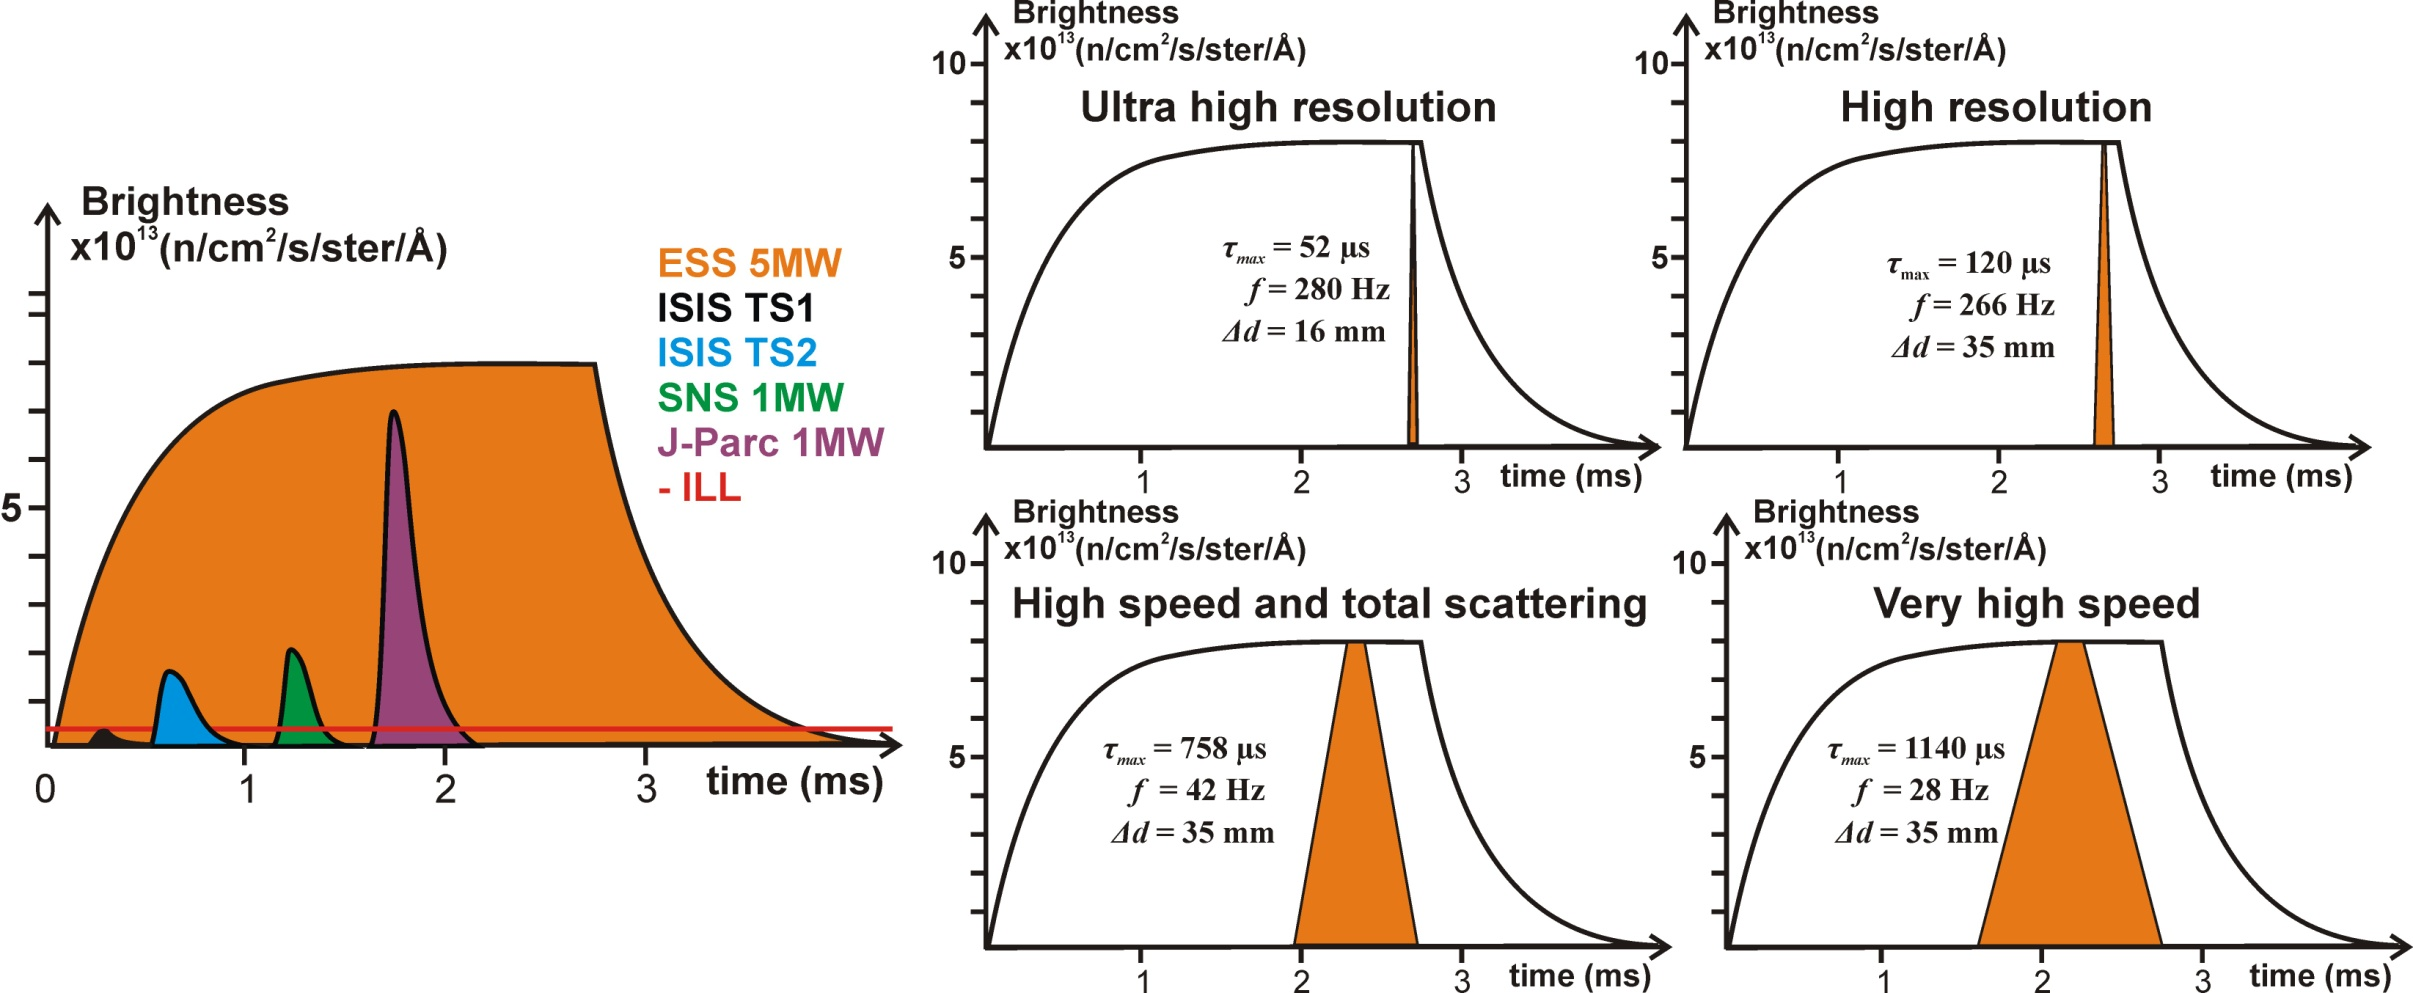 Brightness
x10¹³(n/cm²/s/ster/Å)
ESS 5MW
ISIS TS1
ISIS TS2
SNS 1MW
J-Parc 1MW
- ILL
5
0
1
2
3
time (ms)
Brightness
x10¹³(n/cm²/s/ster/Å)
10
Ultra high resolution
5
τmax = 52 µs
f = 280 Hz
Δd = 16 mm
1
2
3
time (ms)
Brightness
x10¹³(n/cm²/s/ster/Å)
10
High resolution
5
τmax = 120 µs
f = 266 Hz
Δd = 35 mm
1
2
3
time (ms)
Brightness
x10¹³(n/cm²/s/ster/Å)
10
High speed and total scattering
5
τmax = 758 µs
f = 42 Hz
Δd = 35 mm
1
2
3
time (ms)
Brightness
x10¹³(n/cm²/s/ster/Å)
10
Very high speed
5
τmax = 1140 µs
f = 28 Hz
Δd = 35 mm
1
2
3
time (ms)